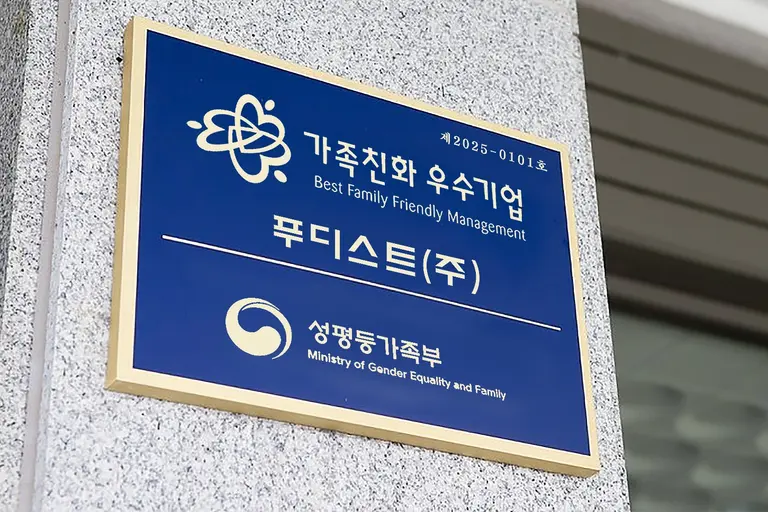 제2025-0101호
가족친화 우수기업
Best Family Friendly Management
푸디스트(주)
성평등가족부
Ministry of Gender Equality and Family